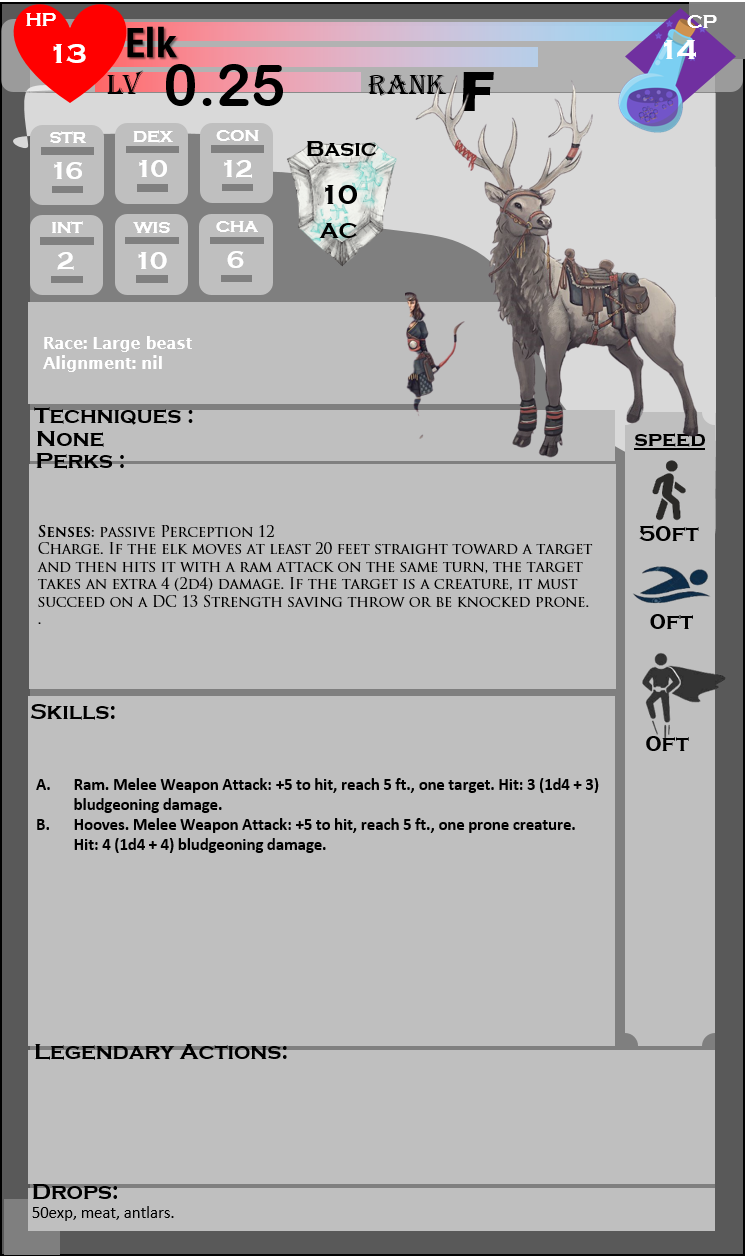 HP
13
Elk
CP
14
LV 0.25 RANK F
STR
16
DEX
10
CON
12
INT
2
WIS
10
CHA
6
Basic
10
AC
Race: Large beast
Alignment: nil
Techniques :
None
Perks :
Senses: passive Perception 12
Charge. If the elk moves at least 20 feet straight toward a target
and then hits it with a ram attack on the same turn, the target
takes an extra 4 (2d4) damage. If the target is a creature, it must
succeed on a DC 13 Strength saving throw or be knocked prone.
.
SPEED
50ft
0ft
0ft
Skills:
A. Ram. Melee Weapon Attack: +5 to hit, reach 5 ft., one target. Hit: 3 (1d4 + 3)
bludgeoning damage.
B. Hooves. Melee Weapon Attack: +5 to hit, reach 5 ft., one prone creature.
Hit: 4 (1d4 + 4) bludgeoning damage.
Legendary Actions:
Drops:
50exp, meat, antlars.